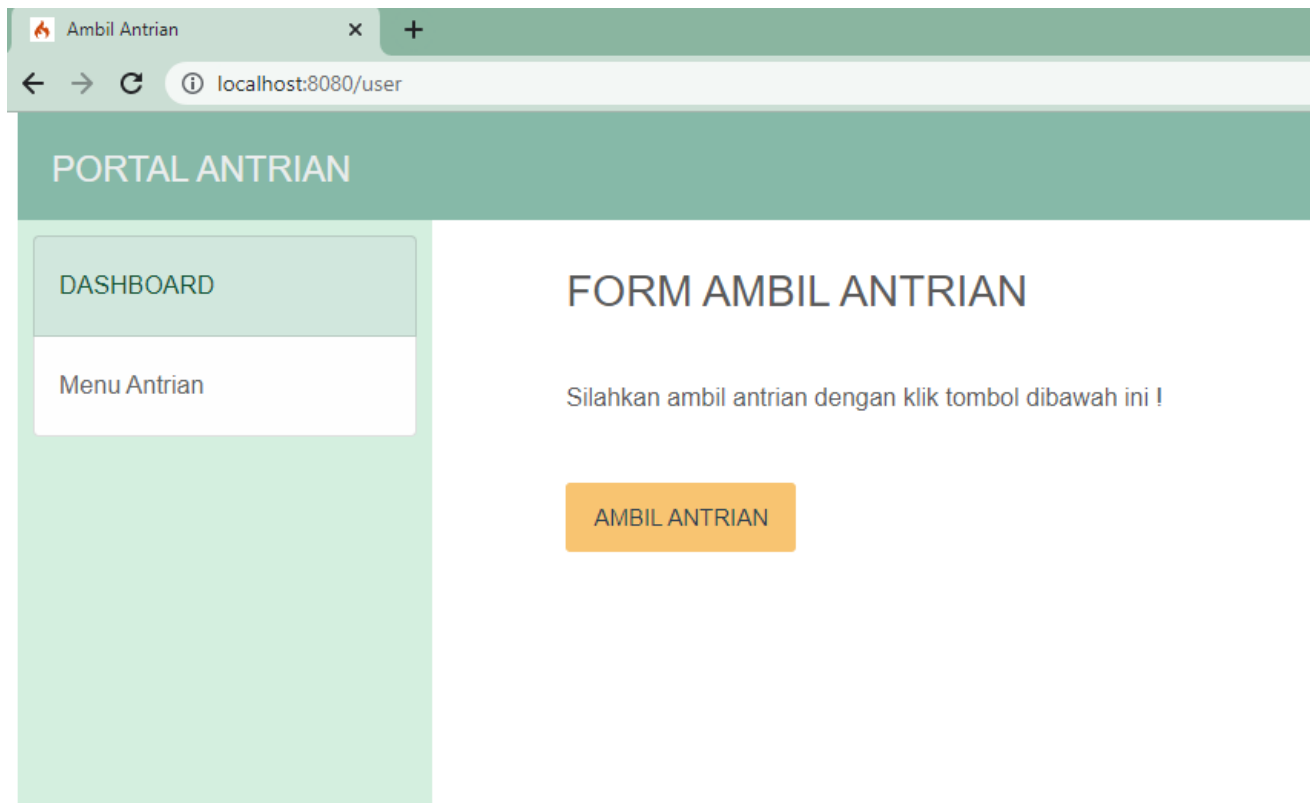 Ambil Antrian
localhost:8080/user
PORTAL ANTRIAN
DASHBOARD
Menu Antrian
FORM AMBIL ANTRIAN
Silahkan ambil antrian dengan klik tombol dibawah ini !
AMBIL ANTRIAN